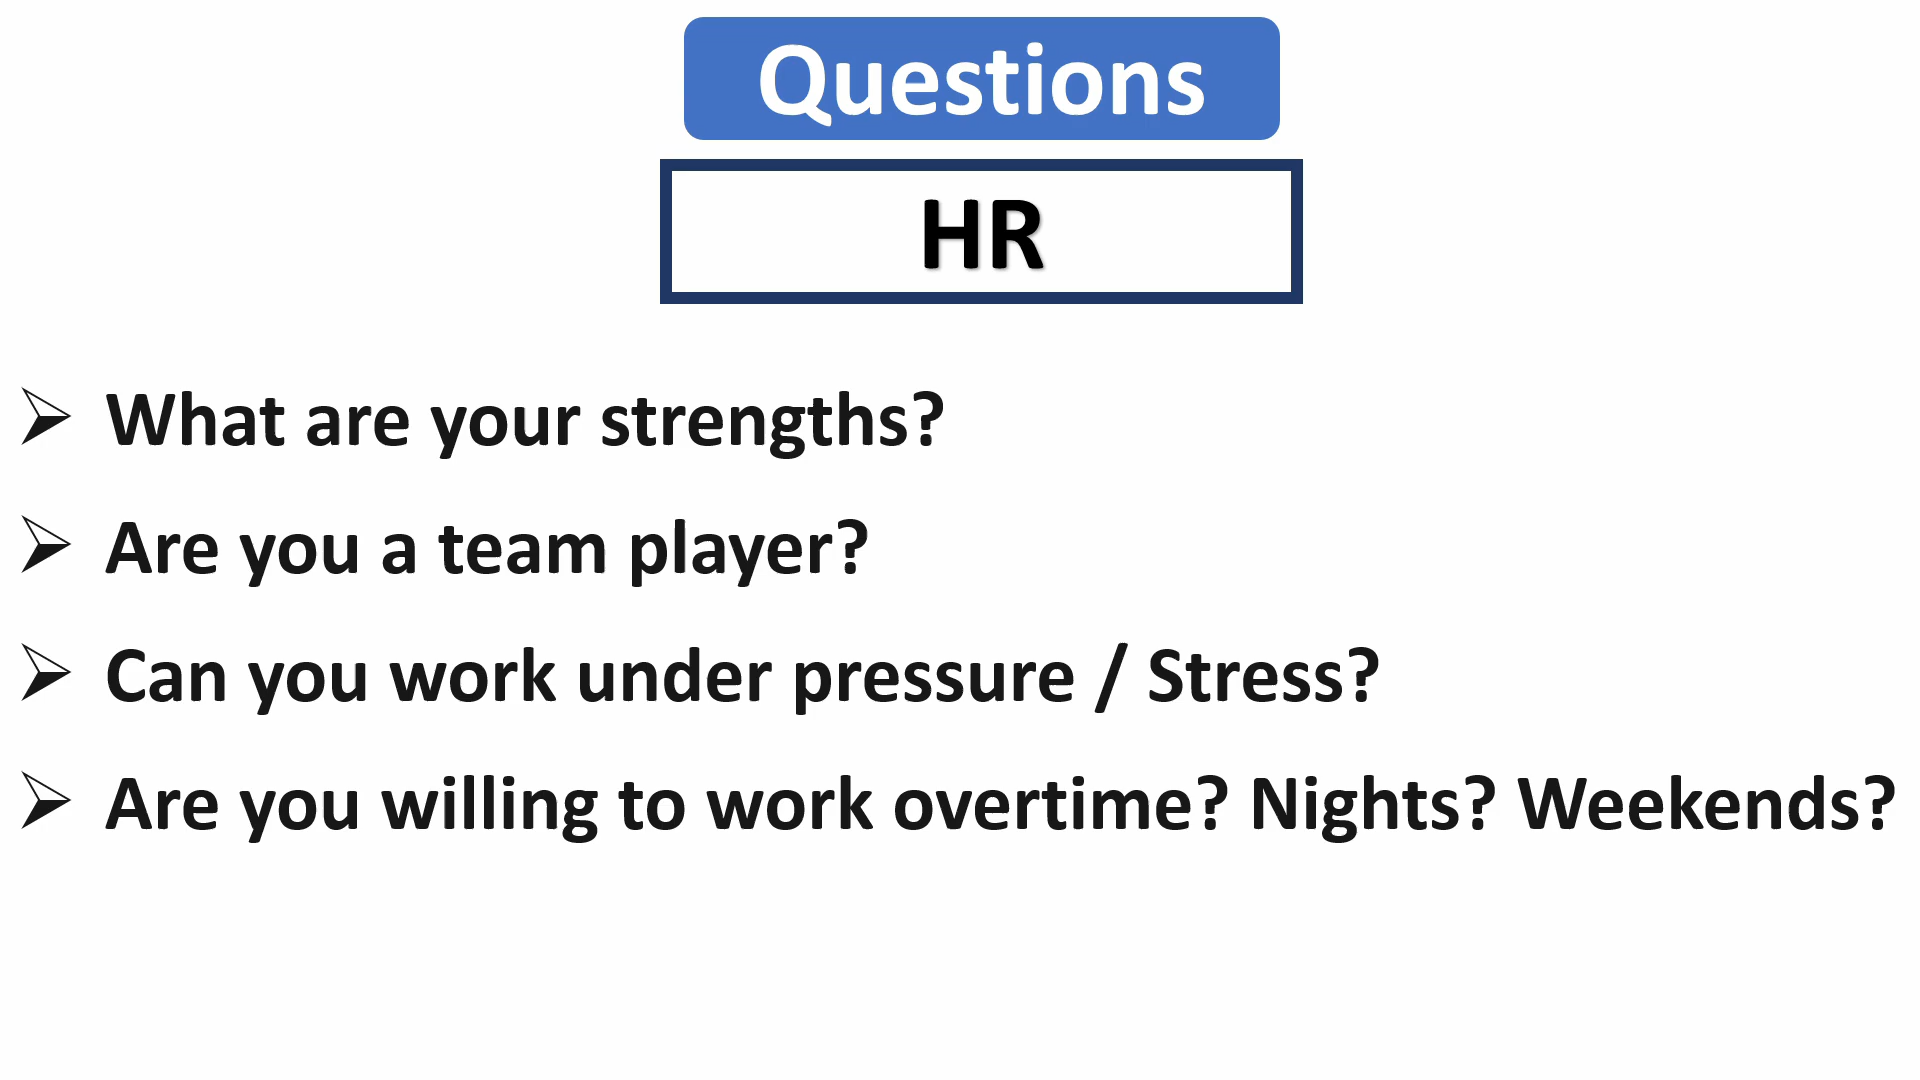 Questions
HR
What are your strengths?
Are you a team player?
Can you work under pressure / Stress?
Are you willing to work overtime? Nights? Weekends?